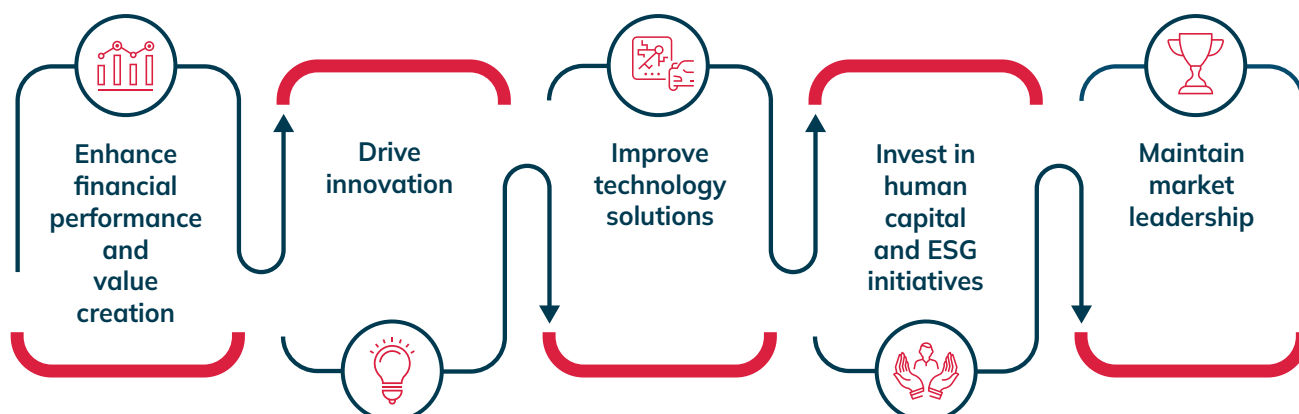 Enhance
financial
performance
and
value
creation
Drive
innovation
Improve
technology
solutions
Invest in
human
capital
and ESG
initiatives
Maintain
market
leadership